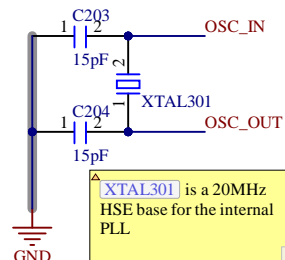 C203
OSC_IN
1
2
15pF
2
1
XTAL301
C204
1
2
OSC_OUT
15pF
XTAL301 is a 20MHz
HSE base for the internal
PLL
GND